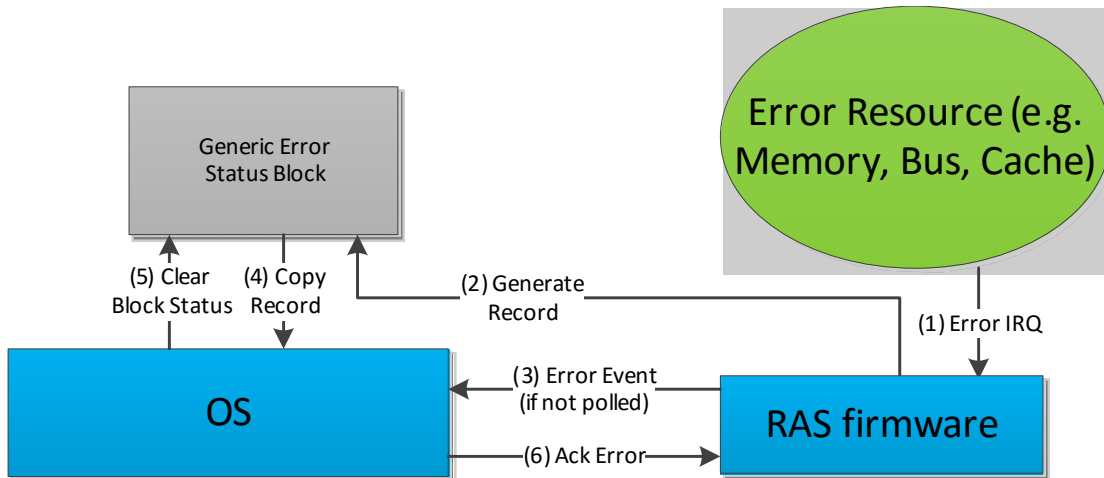 Error Resource (e.g.
Memory, Bus, Cache)
Generic Error
Status Block
(5) Clear
Block Status
(4) Copy
Record
(2) Generate
Record
(1) Error IRQ
(3) Error Event
(if not polled)
OS
RAS firmware
(6) Ack Error